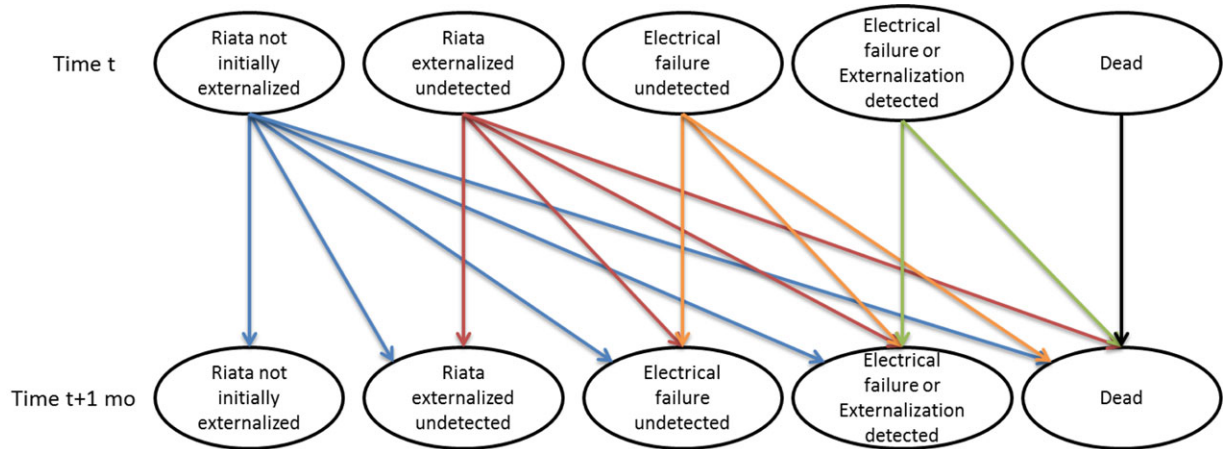 Time t
Riata not
initially
externalized
Riata
externalized
undetected
Electrical
failure
undetected
Electrical
failure or
Externalization
detected
Dead
Time t+1 mo
Riata not
initially
externalized
Riata
externalized
undetected
Electrical
failure
undetected
Electrical
failure or
Externalization
detected
Dead